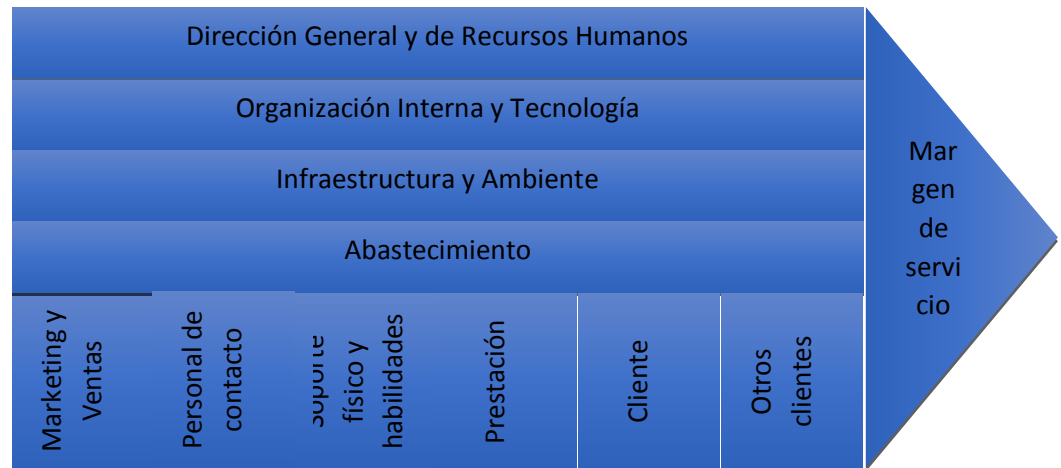 Dirección General y de Recursos Humanos
Organización Interna y Tecnología
Infraestructura y Ambiente
Abastecimiento
Mar
gen
de
servi
cio
Marketing y
Ventas
Personal de
contacto
Soporte
físico y
habilidades
Prestación
Cliente
Otros
clientes